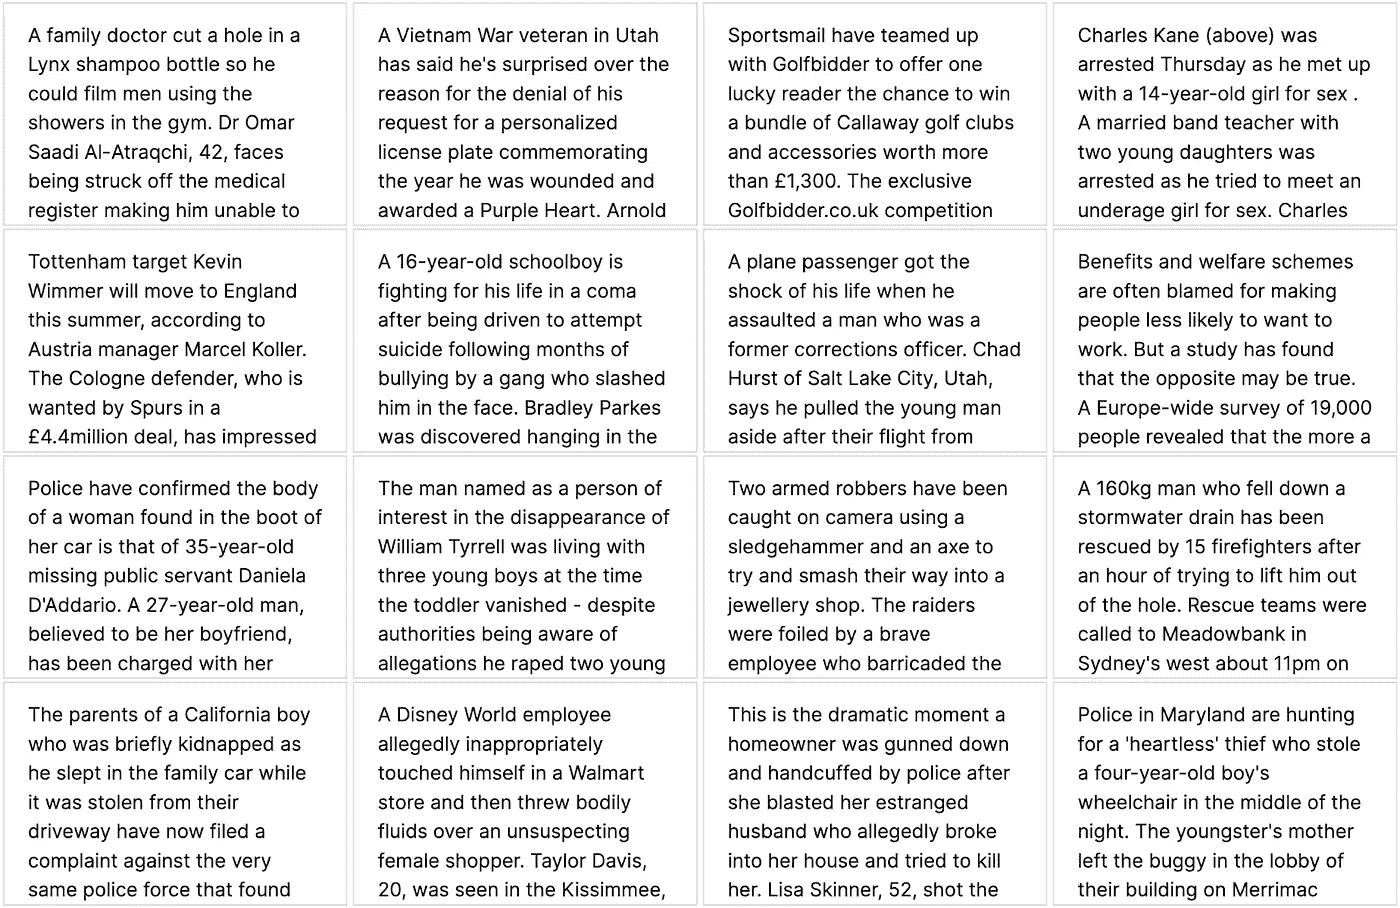 A family doctor cut a hole in a
Lynx shampoo bottle so he
could film men using the
showers in the gym. Dr Omar
Saadi Al-Atraqchi, 42, faces
being struck off the medical
register making him unable to
A Vietnam War veteran in Utah
has said he's surprised over the
reason for the denial of his
request for a personalized
license plate commemorating
the year he was wounded and
awarded a Purple Heart. Arnold
Sportsmail have teamed up
with Golfbidder to offer one
lucky reader the chance to win
a bundle of Callaway golf clubs
and accessories worth more
than £1,300. The exclusive
Golfbidder.co.uk competition
Charles Kane (above) was
arrested Thursday as he met up
with a 14-year-old girl for sex .
A married band teacher with
two young daughters was
arrested as he tried to meet an
underage girl for sex. Charles
Tottenham target Kevin
Wimmer will move to England
this summer, according to
Austria manager Marcel Koller.
The Cologne defender, who is
wanted by Spurs in a
£4.4million deal, has impressed
A 16-year-old schoolboy is
fighting for his life in a coma
after being driven to attempt
suicide following months of
bullying by a gang who slashed
him in the face. Bradley Parkes
was discovered hanging in the
A plane passenger got the
shock of his life when he
assaulted a man who was a
former corrections officer. Chad
Hurst of Salt Lake City, Utah,
says he pulled the young man
aside after their flight from
Benefits and welfare schemes
are often blamed for making
people less likely to want to
work. But a study has found
that the opposite may be true.
A Europe-wide survey of 19,000
people revealed that the more a
Police have confirmed the body
of a woman found in the boot of
her car is that of 35-year-old
missing public servant Daniela
D'Addario. A 27-year-old man,
believed to be her boyfriend,
has been charged with her
The man named as a person of
interest in the disappearance of
William Tyrrell was living with
three young boys at the time
the toddler vanished - despite
authorities being aware of
allegations he raped two young
Two armed robbers have been
caught on camera using a
sledgehammer and an axe to
try and smash their way into a
jewellery shop. The raiders
were foiled by a brave
employee who barricaded the
A 160kg man who fell down a
stormwater drain has been
rescued by 15 firefighters after
an hour of trying to lift him out
of the hole. Rescue teams were
called to Meadowbank in
Sydney's west about 11pm on
The parents of a California boy
who was briefly kidnapped as
he slept in the family car while
it was stolen from their
driveway have now filed a
complaint against the very
same police force that found
A Disney World employee
allegedly inappropriately
touched himself in a Walmart
store and then threw bodily
fluids over an unsuspecting
female shopper. Taylor Davis,
20, was seen in the Kissimmee,
This is the dramatic moment a
homeowner was gunned down
and handcuffed by police after
she blasted her estranged
husband who allegedly broke
into her house and tried to kill
her. Lisa Skinner, 52, shot the
Police in Maryland are hunting
for a 'heartless' thief who stole
a four-year-old boy's
wheelchair in the middle of the
night. The youngster's mother
left the buggy in the lobby of
their building on Merrimac